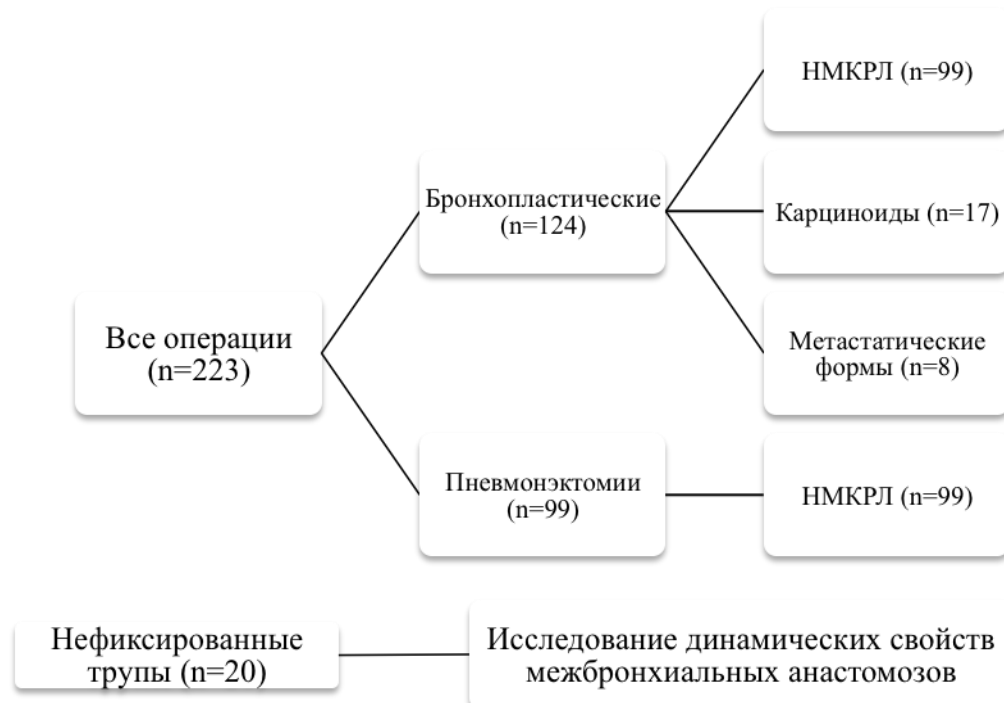 НМКРЛ (n=99)
Бронхопластические
(n=124)
Карциноиды (n=17)
Все операции
(n=223)
Метастатические
формы (n=8)
Пневмонэктомии
(n=99)
НМКРЛ (n=99)
Нефиксированные
трупы (n=20)
Исследование динамических свойств
межбронхиальных анастомозов